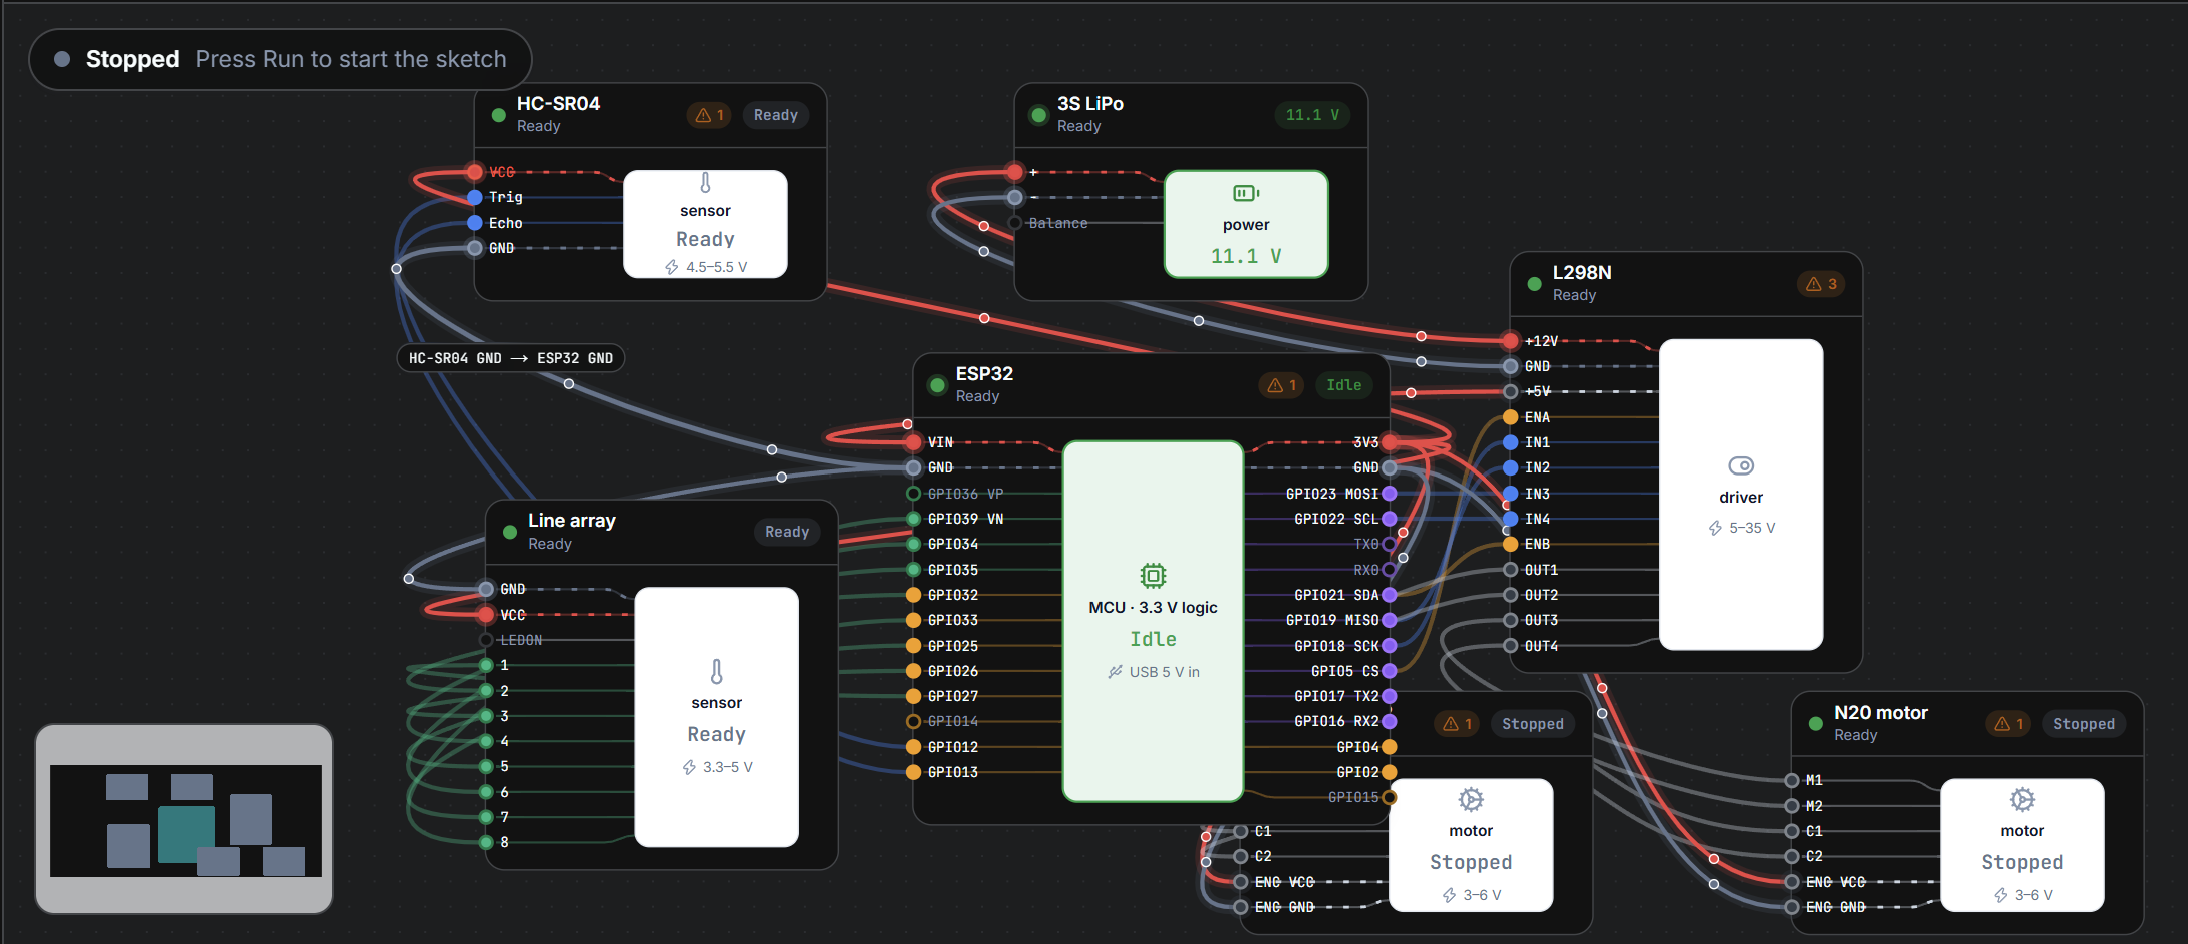 Stopped Press Run to start the sketch
HC-SR04
Ready
1
Ready
VCC
Trig
Echo
GND
sensor
Ready
4.5–5.5 V
3S LiPo
Ready
11.1 V
+
-
Balance
power
11.1 V
HC-SR04 GND → ESP32 GND
L298N
Ready
3
+12V
GND
+5V
ENA
IN1
IN2
IN3
IN4
ENB
OUT1
OUT2
OUT3
OUT4
driver
5–35 V
ESP32
Ready
1
Idle
VIN
GND
GPIO36 VP
GPIO39 VN
GPIO34
GPIO35
GPIO32
GPIO33
GPIO25
GPIO26
GPIO27
GPIO14
GPIO12
GPIO13
MCU · 3.3 V logic
Idle
USB 5 V in
3V3
GND
GPIO23 MOSI
GPIO22 SCL
TX0
RX0
GPIO21 SDA
GPIO19 MISO
GPIO18 SCK
GPIO5 CS
GPIO17 TX2
GPIO16 RX2
GPIO4
GPIO2
GPIO15
Line array
Ready
Ready
GND
VCC
LEDON
1
2
3
4
5
6
7
8
sensor
Ready
3.3–5 V
1
Stopped
C1
C2
ENC VCC
ENC GND
motor
Stopped
3–6 V
N20 motor
Ready
1
Stopped
M1
M2
C1
C2
ENC VCC
ENC GND
motor
Stopped
3–6 V